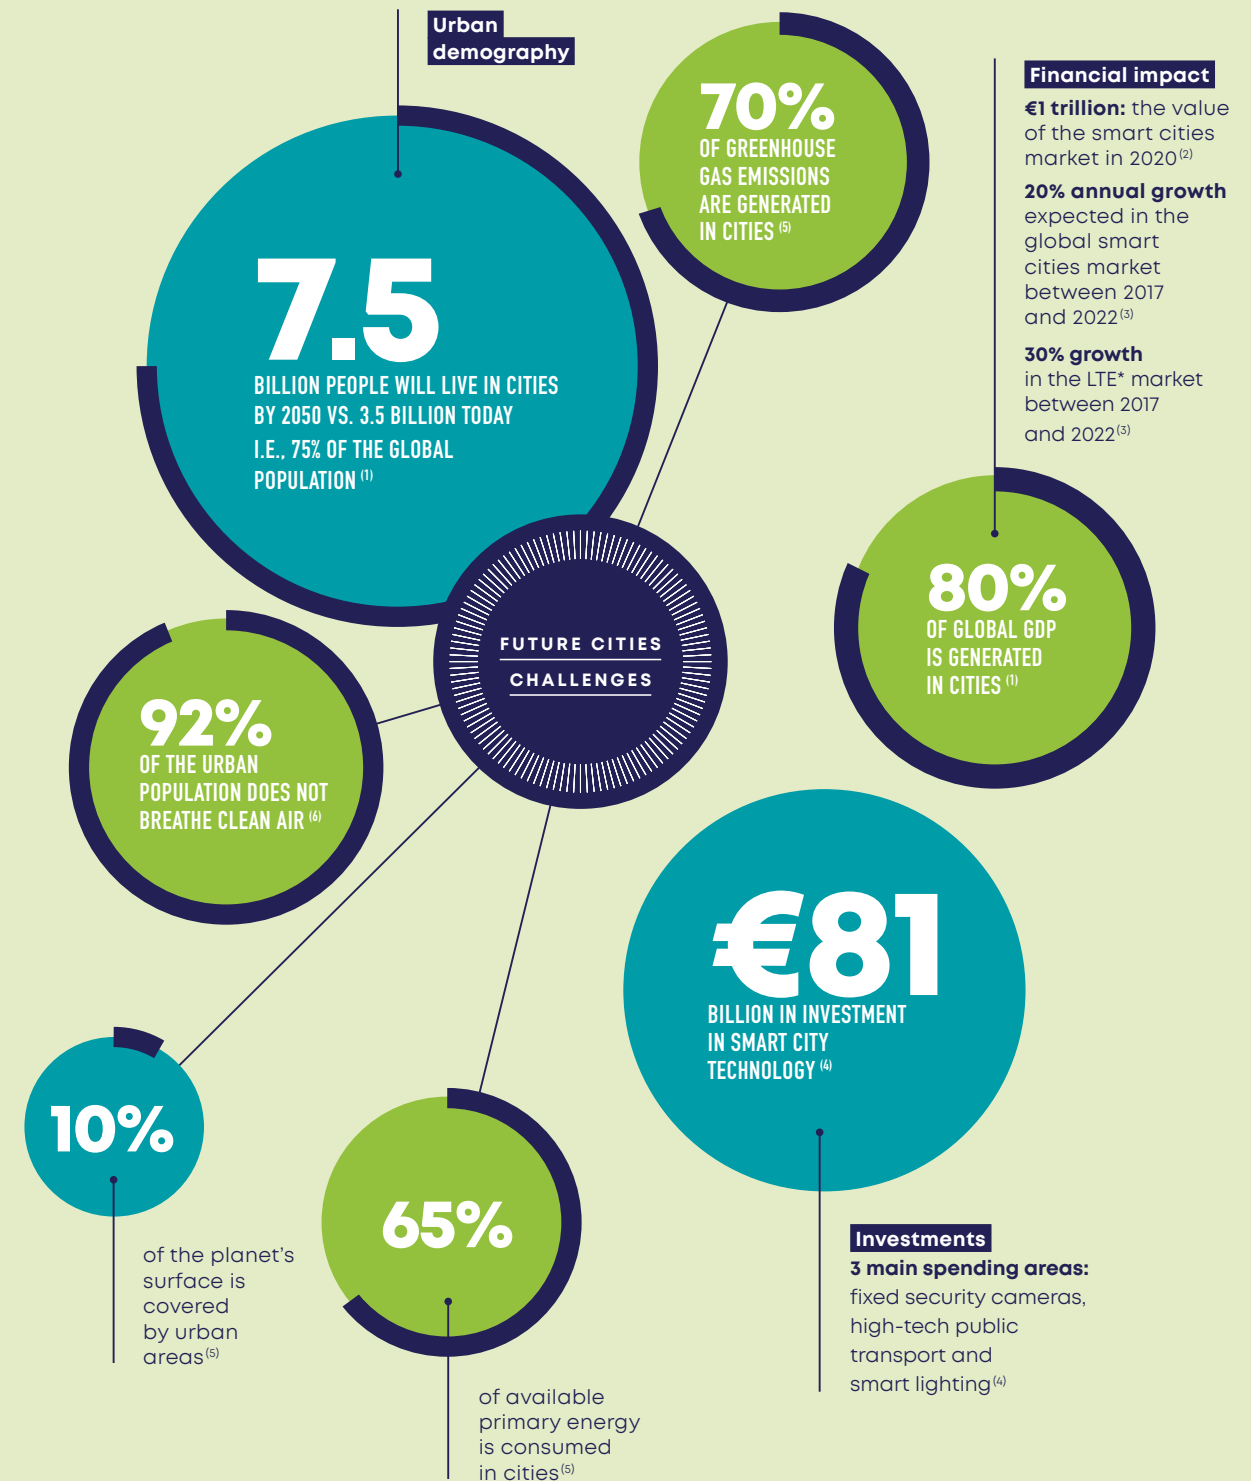 Urban
demography
7.5
BILLION PEOPLE WILL LIVE IN CITIES
BY 2050 VS. 3.5 BILLION TODAY
I.E., 75% OF THE GLOBAL
POPULATION (1)
70%
OF GREENHOUSE
GAS EMISSIONS
ARE GENERATED
IN CITIES (5)
Financial impact
€1 trillion: the value
of the smart cities
market in 2020(2)
20% annual growth
expected in the
global smart
cities market
between 2017
and 2022(3)
30% growth
in the LTE* market
between 2017
and 2022(3)
80%
OF GLOBAL GDP
IS GENERATED
IN CITIES (1)
FUTURE CITIES
CHALLENGES
92%
OF THE URBAN
POPULATION DOES NOT
BREATHE CLEAN AIR (6)
€81
BILLION IN INVESTMENT
IN SMART CITY
TECHNOLOGY (4)
10%
of the planet's
surface is
covered
by urban
areas(5)
65%
of available
primary energy
is consumed
in cities(5)
Investments
3 main spending areas:
fixed security cameras,
high-tech public
transport and
smart lighting(4)